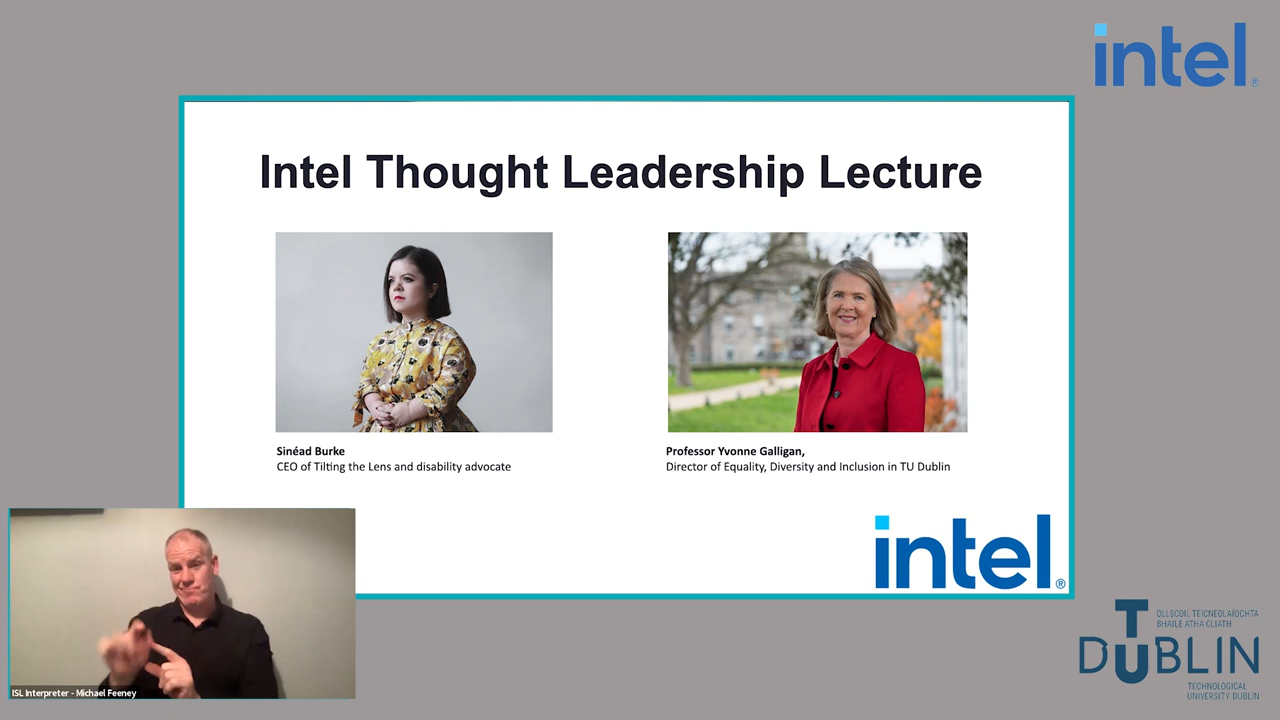 intel
Intel Thought Leadership Lecture
Sinéad Burke
CEO of Tilting the Lens and disability advocate
Professor Yvonne Galligan,
Director of Equality, Diversity and Inclusion in TU Dublin
intel
ISL Interpreter - Michael Feeney
OLLSCOIL TEICNEOLAÍOCHTA
BHAILE ÁTHA CLIATH
TU DUBLIN
TECHNOLOGICAL
UNIVERSITY DUBLIN